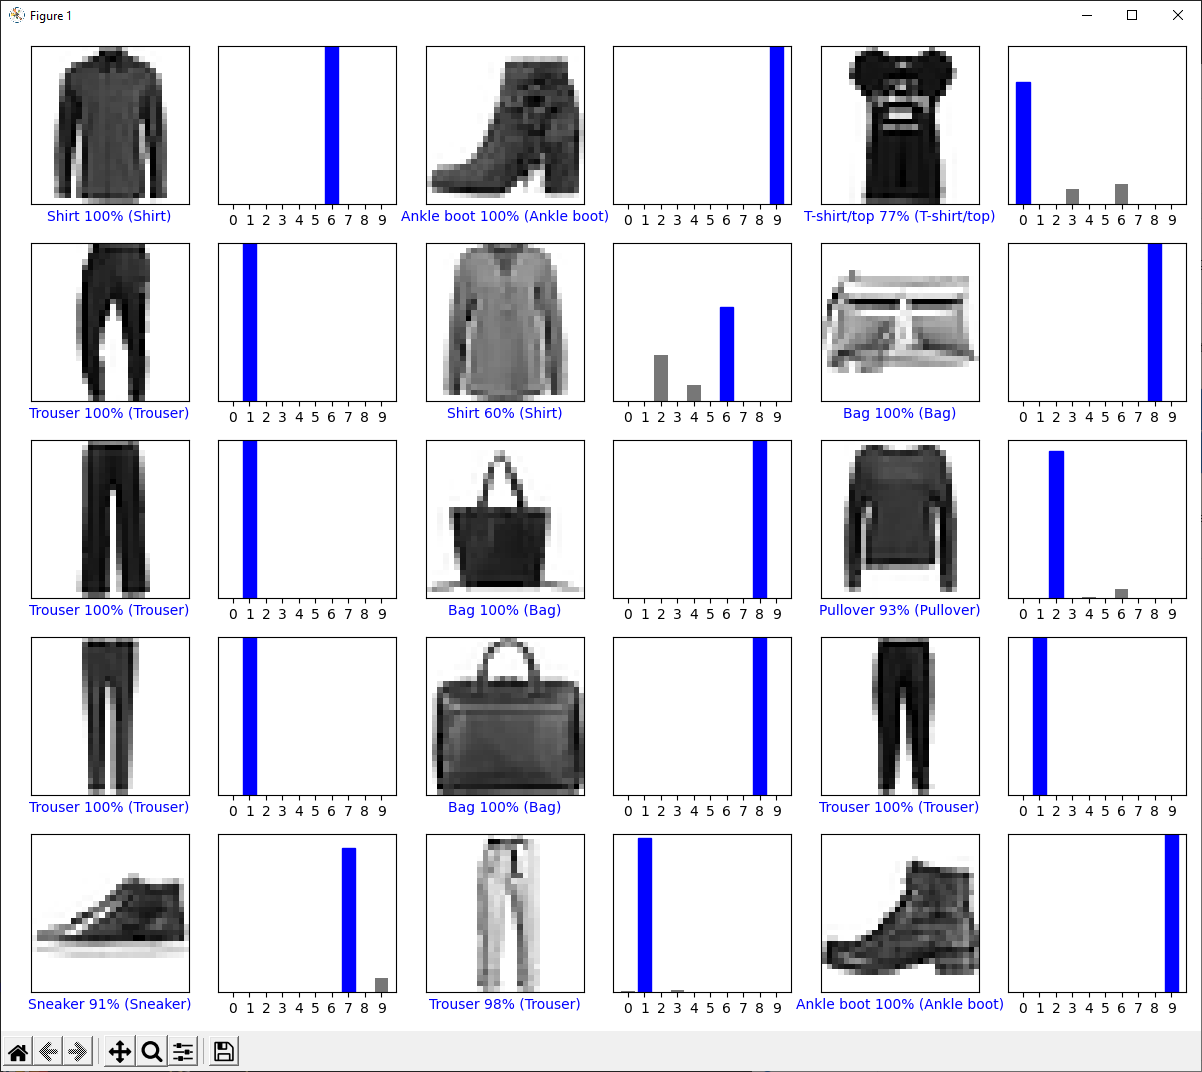 Figure 1
0 1 2 3 4 5 6 7 8 9 0 1 2 3 4 5 6 7 8 9 0 1 2 3 4 5 6 7 8 9
Shirt 100% (Shirt) Ankle boot 100% (Ankle boot) T-shirt/top 77% (T-shirt/top)
0 1 2 3 4 5 6 7 8 9 0 1 2 3 4 5 6 7 8 9 0 1 2 3 4 5 6 7 8 9
Trouser 100% (Trouser) Shirt 60% (Shirt) Bag 100% (Bag)
0 1 2 3 4 5 6 7 8 9 0 1 2 3 4 5 6 7 8 9 0 1 2 3 4 5 6 7 8 9
Trouser 100% (Trouser) Bag 100% (Bag) Pullover 93% (Pullover)
0 1 2 3 4 5 6 7 8 9 0 1 2 3 4 5 6 7 8 9 0 1 2 3 4 5 6 7 8 9
Trouser 100% (Trouser) Bag 100% (Bag) Trouser 100% (Trouser)
0 1 2 3 4 5 6 7 8 9 0 1 2 3 4 5 6 7 8 9 0 1 2 3 4 5 6 7 8 9
Sneaker 91% (Sneaker) Trouser 98% (Trouser) Ankle boot 100% (Ankle boot)